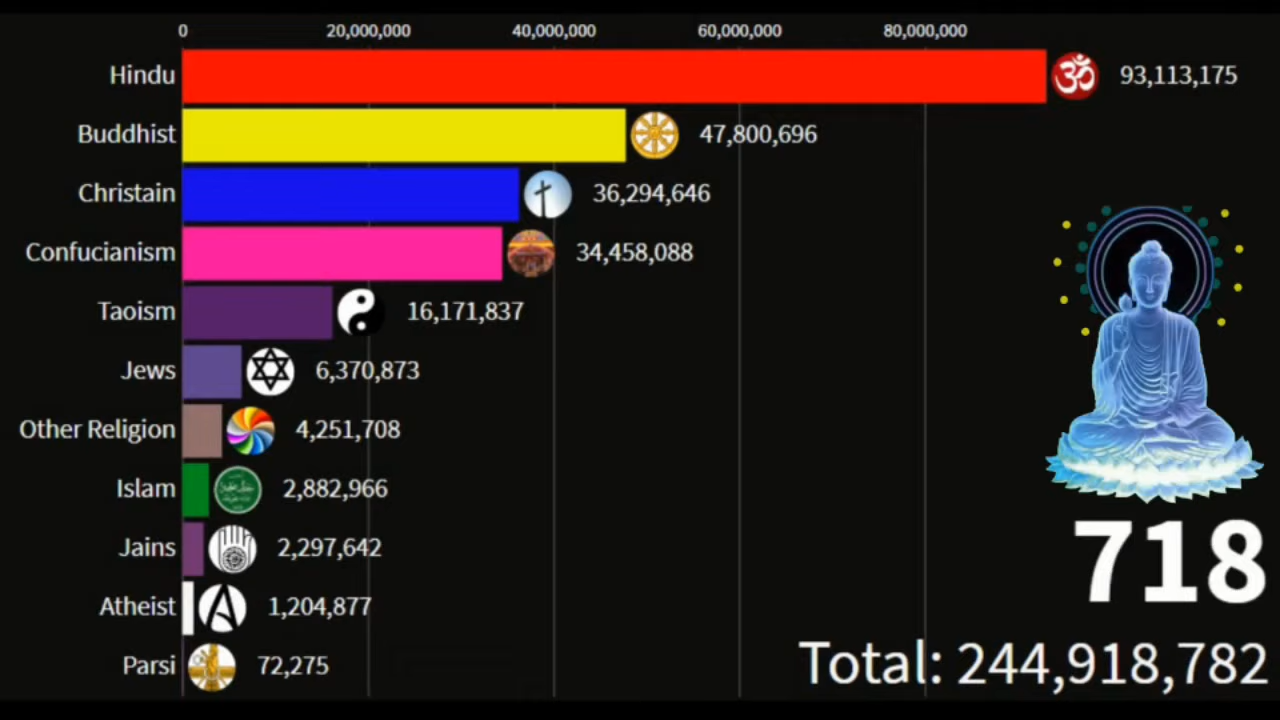 0 20,000,000 40,000,000 60,000,000 80,000,000
Hindu 93,113,175
Buddhist 47,800,696
Christain 36,294,646
Confucianism 34,458,088
Taoism 16,171,837
Jews 6,370,873
Other Religion 4,251,708
Islam 2,882,966
Jains 2,297,642
Atheist 1,204,877
Parsi 72,275
718
Total: 244,918,782